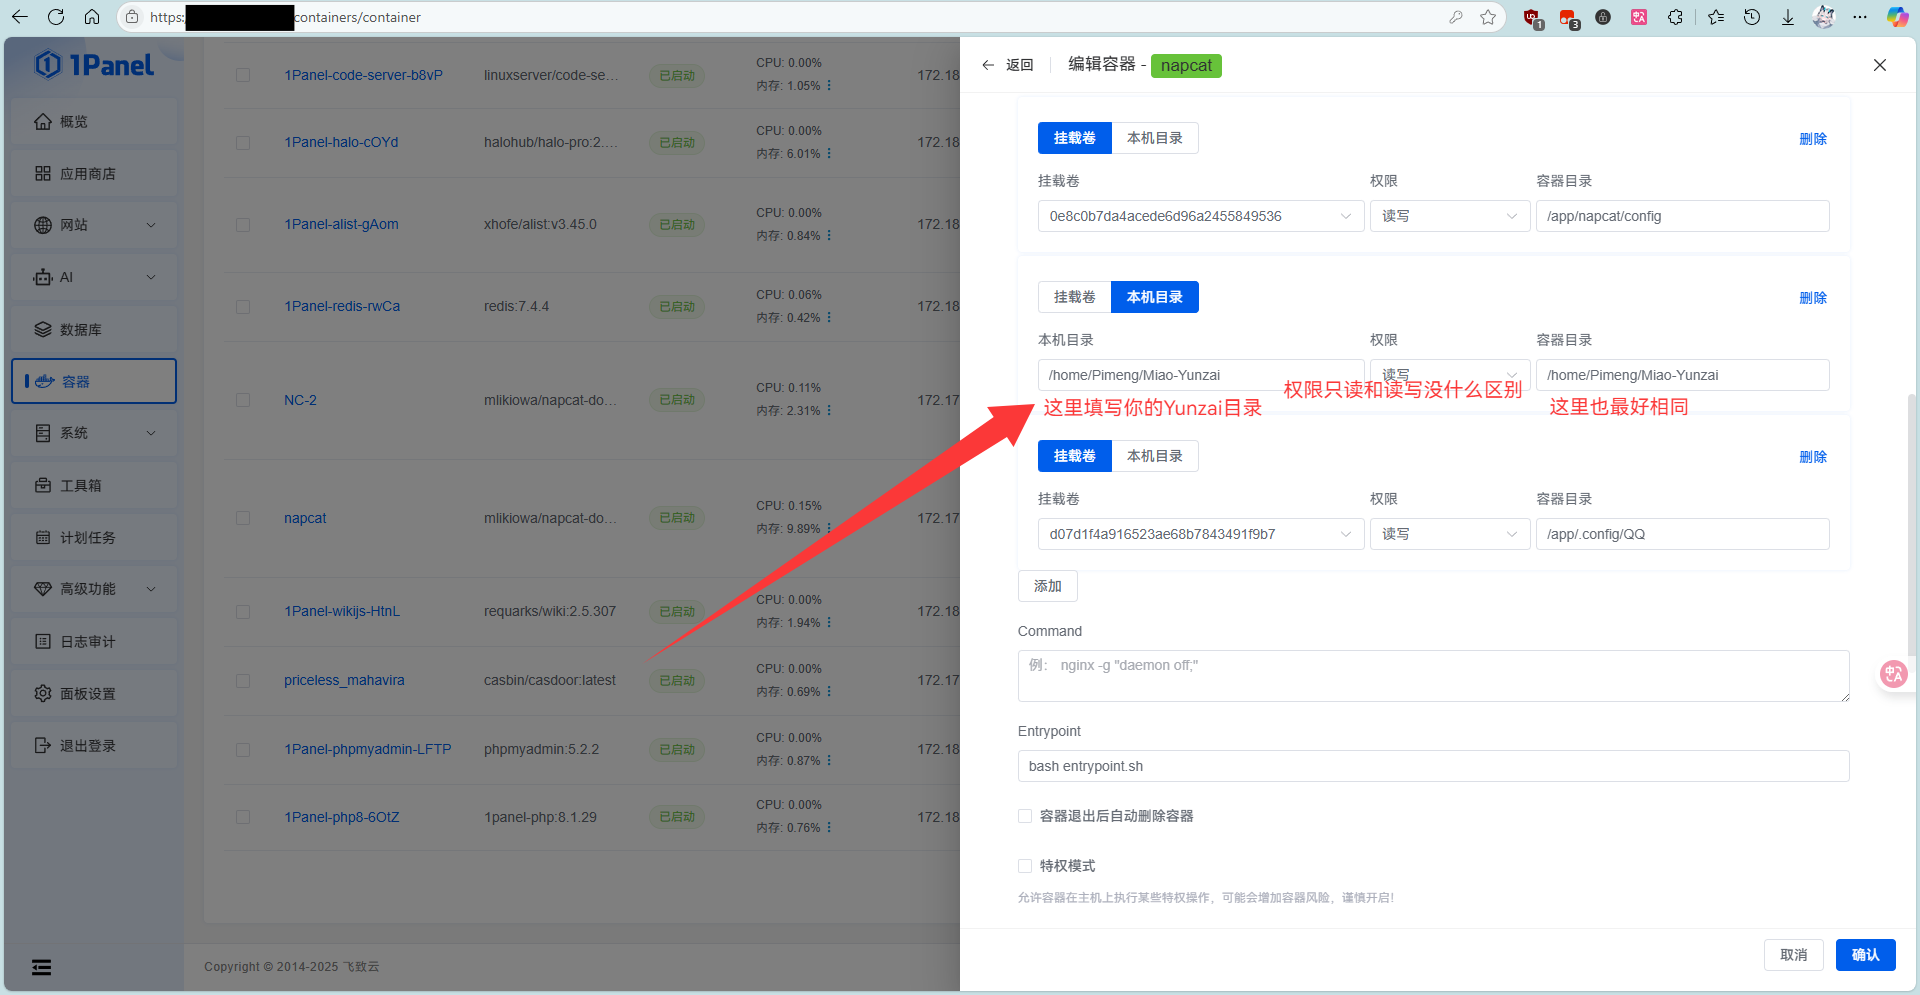 https:/
containers/container
1
3
1Panel
概览
应用商店
网站
AI
数据库
容器
系统
工具箱
计划任务
高级功能
日志审计
面板设置
退出登录
1Panel-code-server-b8vP
linuxserver/code-se...
已启动
CPU: 0.00%
内存: 1.05%
172.18
1Panel-halo-cOYd
halohub/halo-pro:2....
已启动
CPU: 0.00%
内存: 6.01%
172.18
1Panel-alist-gAom
xhofe/alist:v3.45.0
已启动
CPU: 0.00%
内存: 0.84%
172.18
1Panel-redis-rwCa
redis:7.4.4
已启动
CPU: 0.06%
内存: 0.42%
172.18
NC-2
mlikiowa/napcat-do...
已启动
CPU: 0.11%
内存: 2.31%
172.17
napcat
mlikiowa/napcat-do...
已启动
CPU: 0.15%
内存: 9.89%
172.17
1Panel-wikijs-HtnL
requarks/wiki:2.5.307
已启动
CPU: 0.00%
内存: 1.94%
172.18
priceless_mahavira
casbin/casdoor:latest
已启动
CPU: 0.00%
内存: 0.69%
172.17
1Panel-phpmyadmin-LFTP
phpmyadmin:5.2.2
已启动
CPU: 0.00%
内存: 0.87%
172.18
1Panel-php8-6OtZ
1panel-php:8.1.29
已启动
CPU: 0.00%
内存: 0.76%
172.18
Copyright © 2014-2025 飞致云
返回
编辑容器 - napcat
挂载卷 本机目录
删除
挂载卷 权限 容器目录
0e8c0b7da4acede6d96a2455849536 读写 /app/napcat/config
挂载卷 本机目录
删除
本机目录 权限 容器目录
/home/Pimeng/Miao-Yunzai 读写 /home/Pimeng/Miao-Yunzai
权限只读和读写没什么区别
这里填写你的Yunzai目录
这里也最好相同
挂载卷 本机目录
删除
挂载卷 权限 容器目录
d07d1f4a916523ae68b7843491f9b7 读写 /app/.config/QQ
添加
Command
例： nginx -g "daemon off;"
Entrypoint
bash entrypoint.sh
容器退出后自动删除容器
特权模式
允许容器在主机上执行某些特权操作，可能会增加容器风险，谨慎开启！
取消 确认